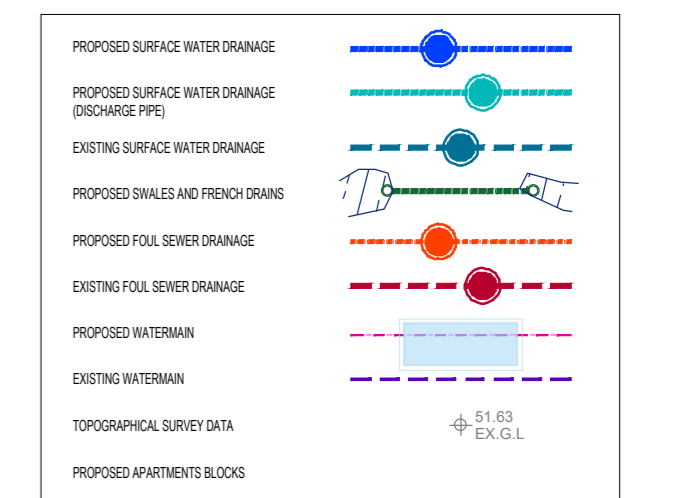 PROPOSED SURFACE WATER DRAINAGE
PROPOSED SURFACE WATER DRAINAGE
(DISCHARGE PIPE)
EXISTING SURFACE WATER DRAINAGE
PROPOSED SWALES AND FRENCH DRAINS
PROPOSED FOUL SEWER DRAINAGE
EXISTING FOUL SEWER DRAINAGE
PROPOSED WATERMAIN
EXISTING WATERMAIN
TOPOGRAPHICAL SURVEY DATA
51.63
EX.G.L
PROPOSED APARTMENTS BLOCKS